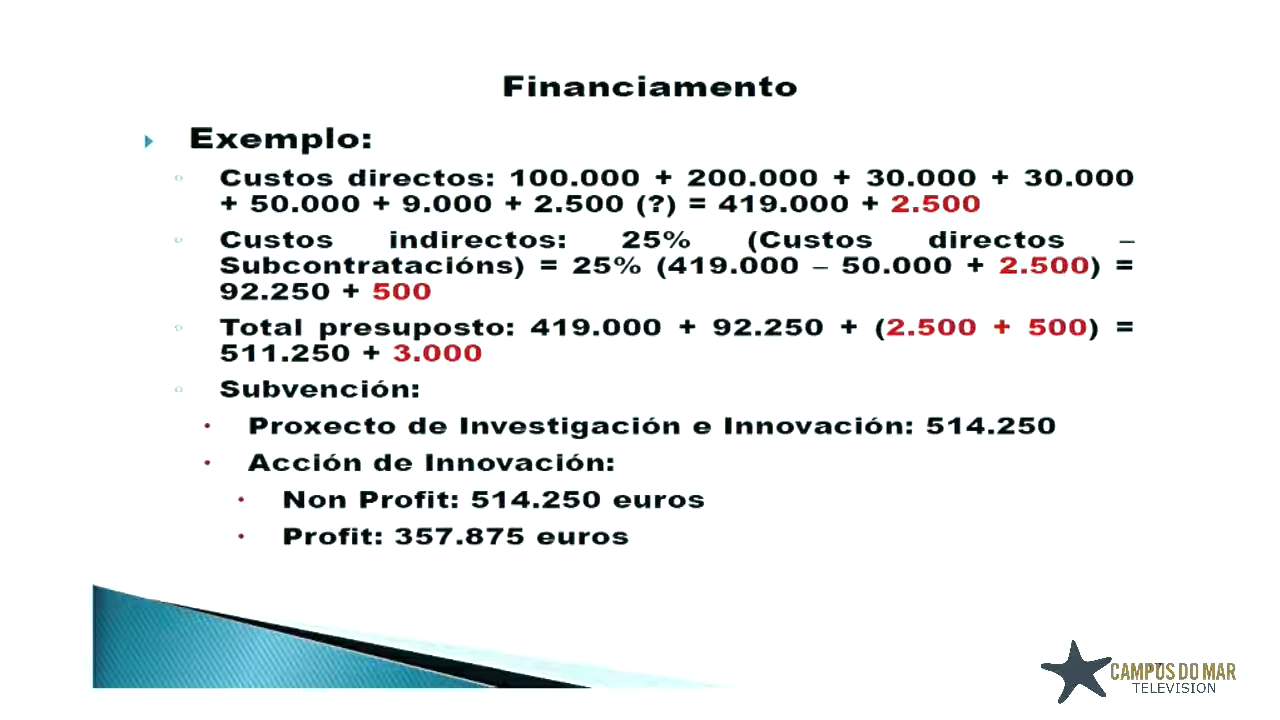 Financiamento
Exemplo:
Custos directos: 100.000 + 200.000 + 30.000 + 30.000
+ 50.000 + 9.000 + 2.500 (?) = 419.000 + 2.500
Custos indirectos: 25% (Custos directos –
Subcontratacións) = 25% (419.000 – 50.000 + 2.500) =
92.250 + 500
Total presuposto: 419.000 + 92.250 + (2.500 + 500) =
511.250 + 3.000
Subvención:
Proxecto de Investigación e Innovación: 514.250
Acción de Innovación:
Non Profit: 514.250 euros
Profit: 357.875 euros
CAMPUS DO MAR
TELEVISION